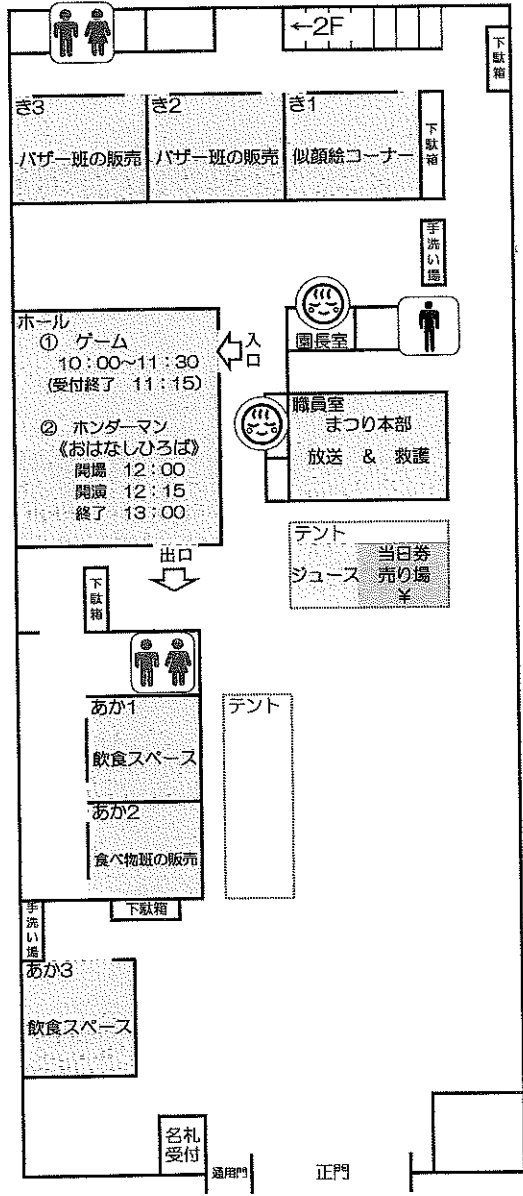 ←2F
下駄箱
き3
バザー班の販売
き2
バザー班の販売
き1
似顔絵コーナー
下駄箱
手洗い場
ホール
① ゲーム
10:00~11:30
(受付終了 11:15)
② ホンダーマン
《おはなしひろば》
開場 12:00
開演 12:15
終了 13:00
入口
園長室
職員室
まつり本部
放送 & 救護
テント
ジュース
当日券
売り場
¥
出口
下駄箱
あか1
飲食スペース
テント
あか2
食べ物班の販売
下駄箱
手洗い場
あか3
飲食スペース
名札
受付
通用門
正門